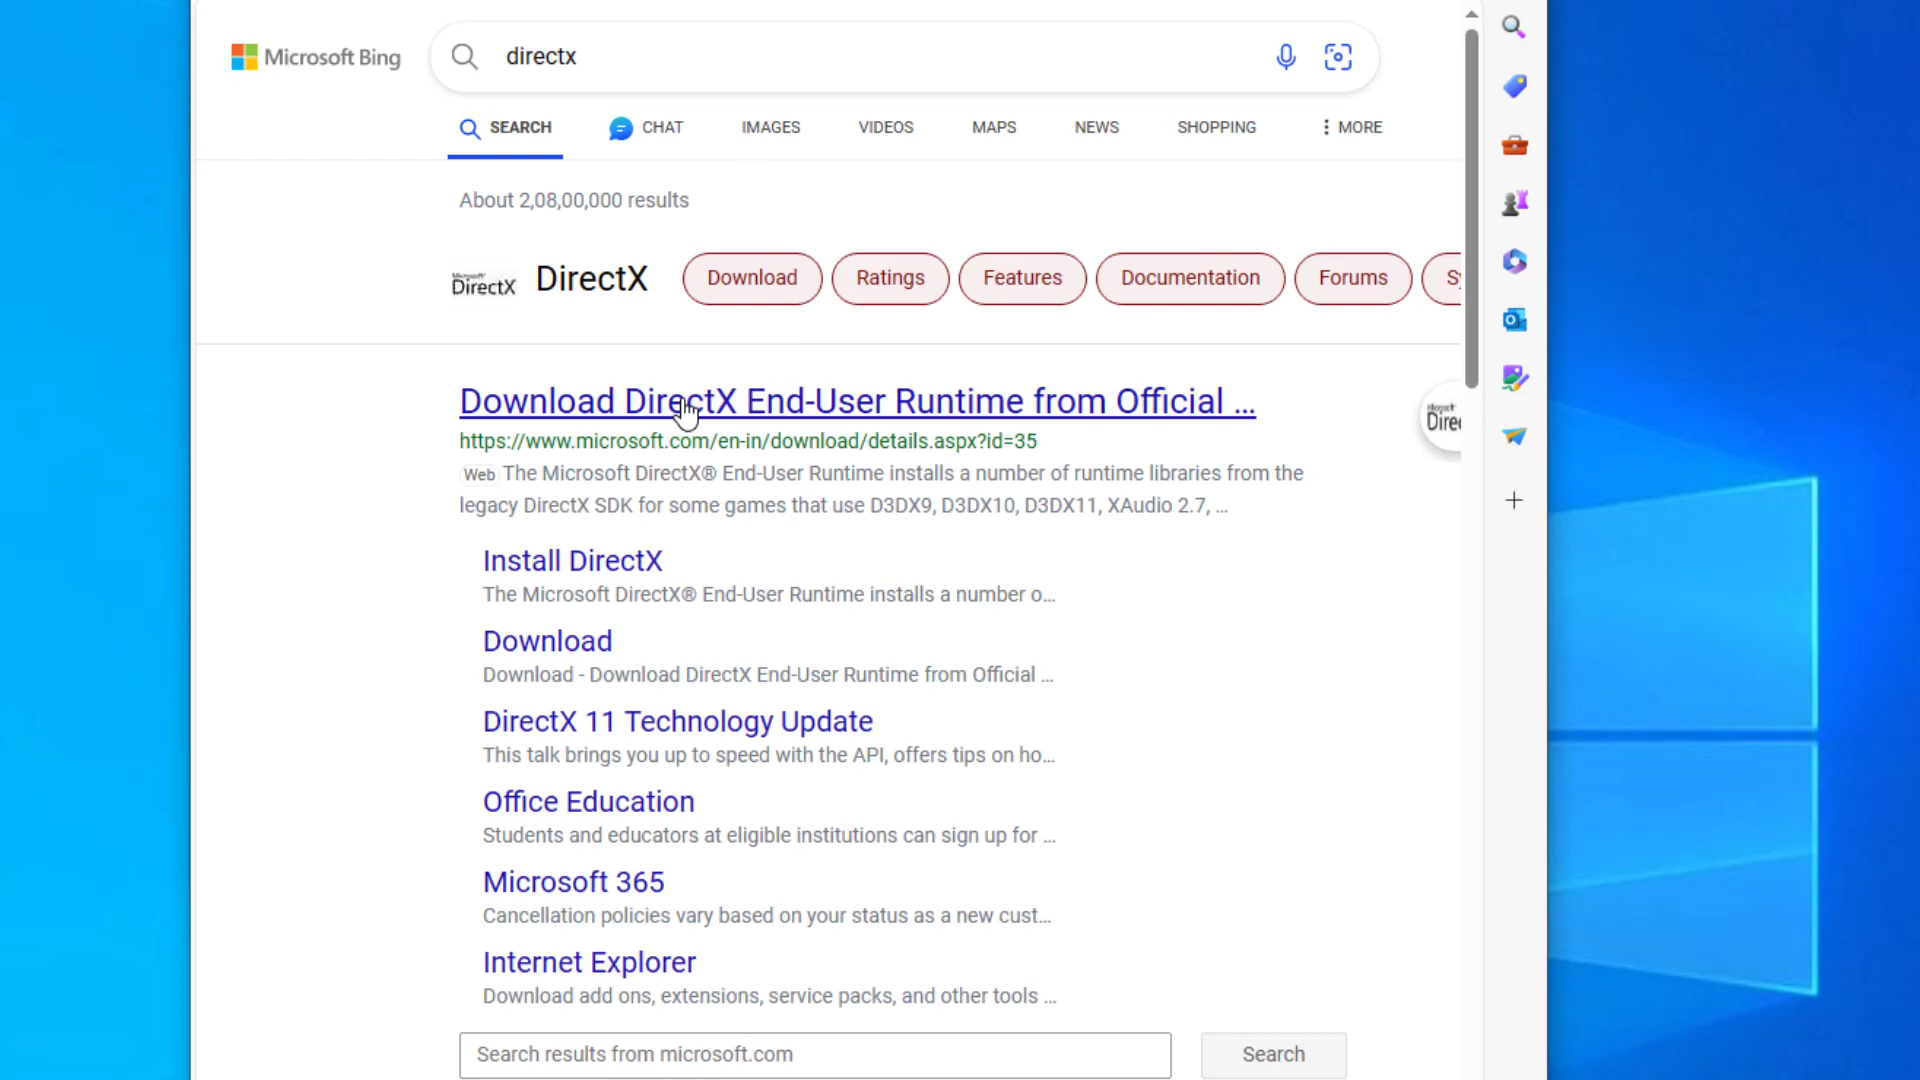 Microsoft Bing
directx
SEARCH CHAT IMAGES VIDEOS MAPS NEWS SHOPPING MORE
About 2,08,00,000 results
Microsoft DirectX
DirectX Download Ratings Features Documentation Forums Sy
Download DirectX End-User Runtime from Official ...
https://www.microsoft.com/en-in/download/details.aspx?id=35
Microsoft Direc
Web The Microsoft DirectX® End-User Runtime installs a number of runtime libraries from the
legacy DirectX SDK for some games that use D3DX9, D3DX10, D3DX11, XAudio 2.7, ...
Install DirectX
The Microsoft DirectX® End-User Runtime installs a number o...
Download
Download - Download DirectX End-User Runtime from Official ...
DirectX 11 Technology Update
This talk brings you up to speed with the API, offers tips on ho...
Office Education
Students and educators at eligible institutions can sign up for ...
Microsoft 365
Cancellation policies vary based on your status as a new cust...
Internet Explorer
Download add ons, extensions, service packs, and other tools ...
Search results from microsoft.com Search